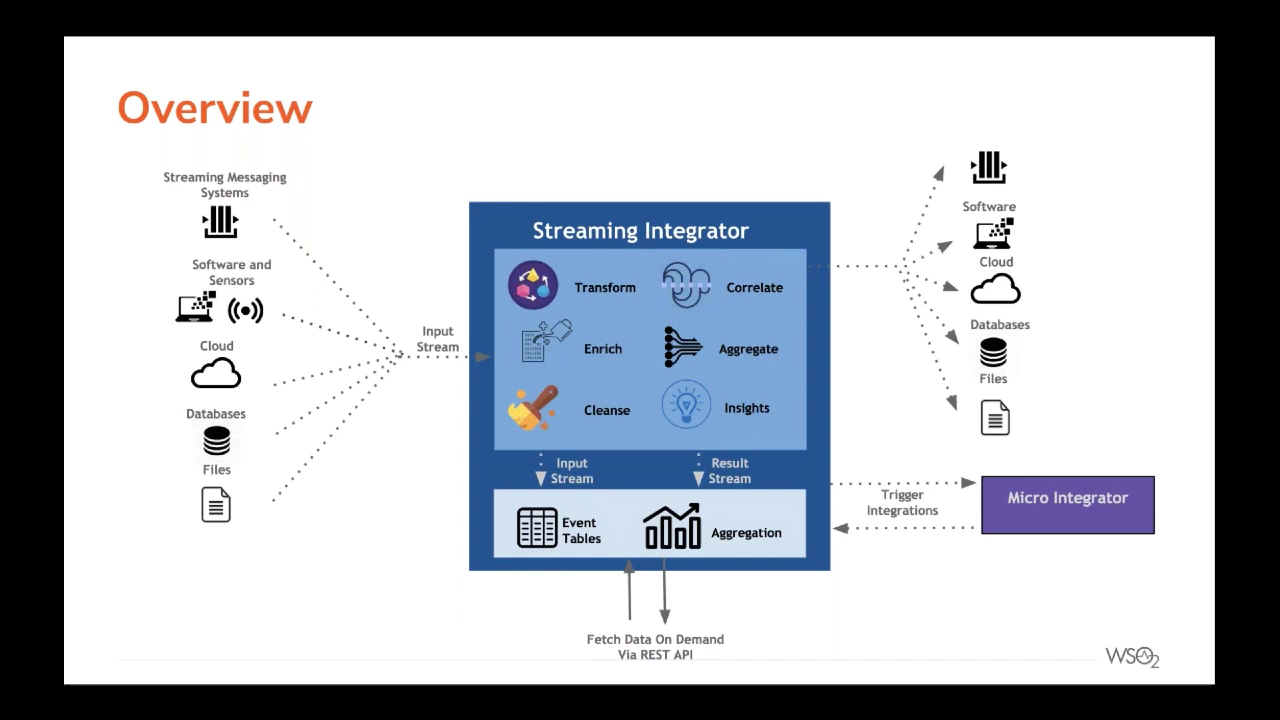 Overview
Streaming Messaging
Systems
Software and
Sensors
Cloud
Databases
Files
Input
Stream
Streaming Integrator
Transform
Correlate
Enrich
Aggregate
Cleanse
Insights
Input
Stream
Result
Stream
Event
Tables
Aggregation
Fetch Data On Demand
Via REST API
Software
Cloud
Databases
Files
Trigger
Integrations
Micro Integrator
WSO2